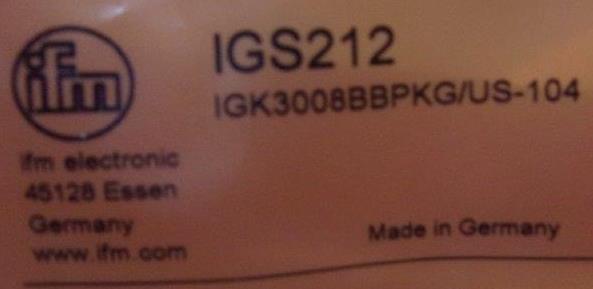 ifm
IGS212
IGK3008BBPKG/US-104
ifm electronic
45128 Essen
Germany
www.ifm.com
Made in Germany